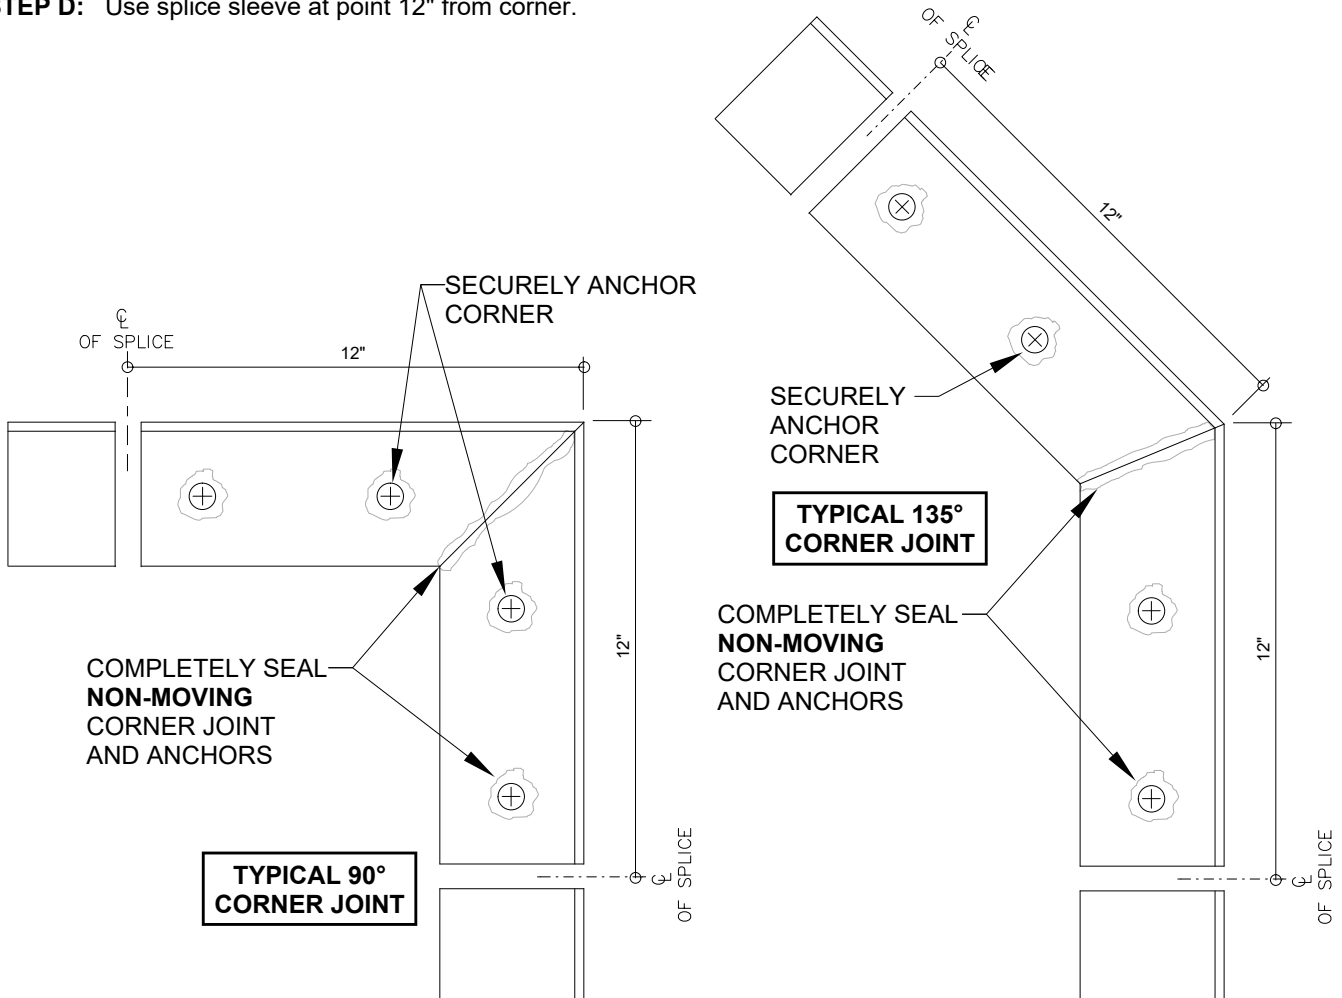 STEP D: Use splice sleeve at point 12" from corner.
℄
OF SPLICE
12"
SECURELY ANCHOR
CORNER
℄
OF SPLICE
12"
12"
COMPLETELY SEAL
NON-MOVING
CORNER JOINT
AND ANCHORS
℄
OF SPLICE
TYPICAL 90°
CORNER JOINT
SECURELY
ANCHOR
CORNER
TYPICAL 135°
CORNER JOINT
COMPLETELY SEAL
NON-MOVING
CORNER JOINT
AND ANCHORS
12"
℄
OF SPLICE